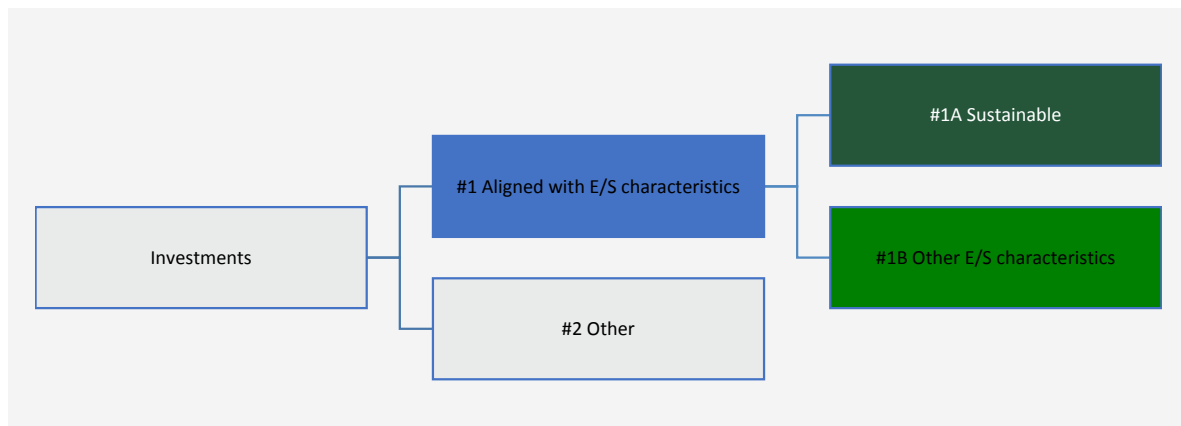 #1A Sustainable
#1 Aligned with E/S characteristics
Investments
#1B Other E/S characteristics
#2 Other